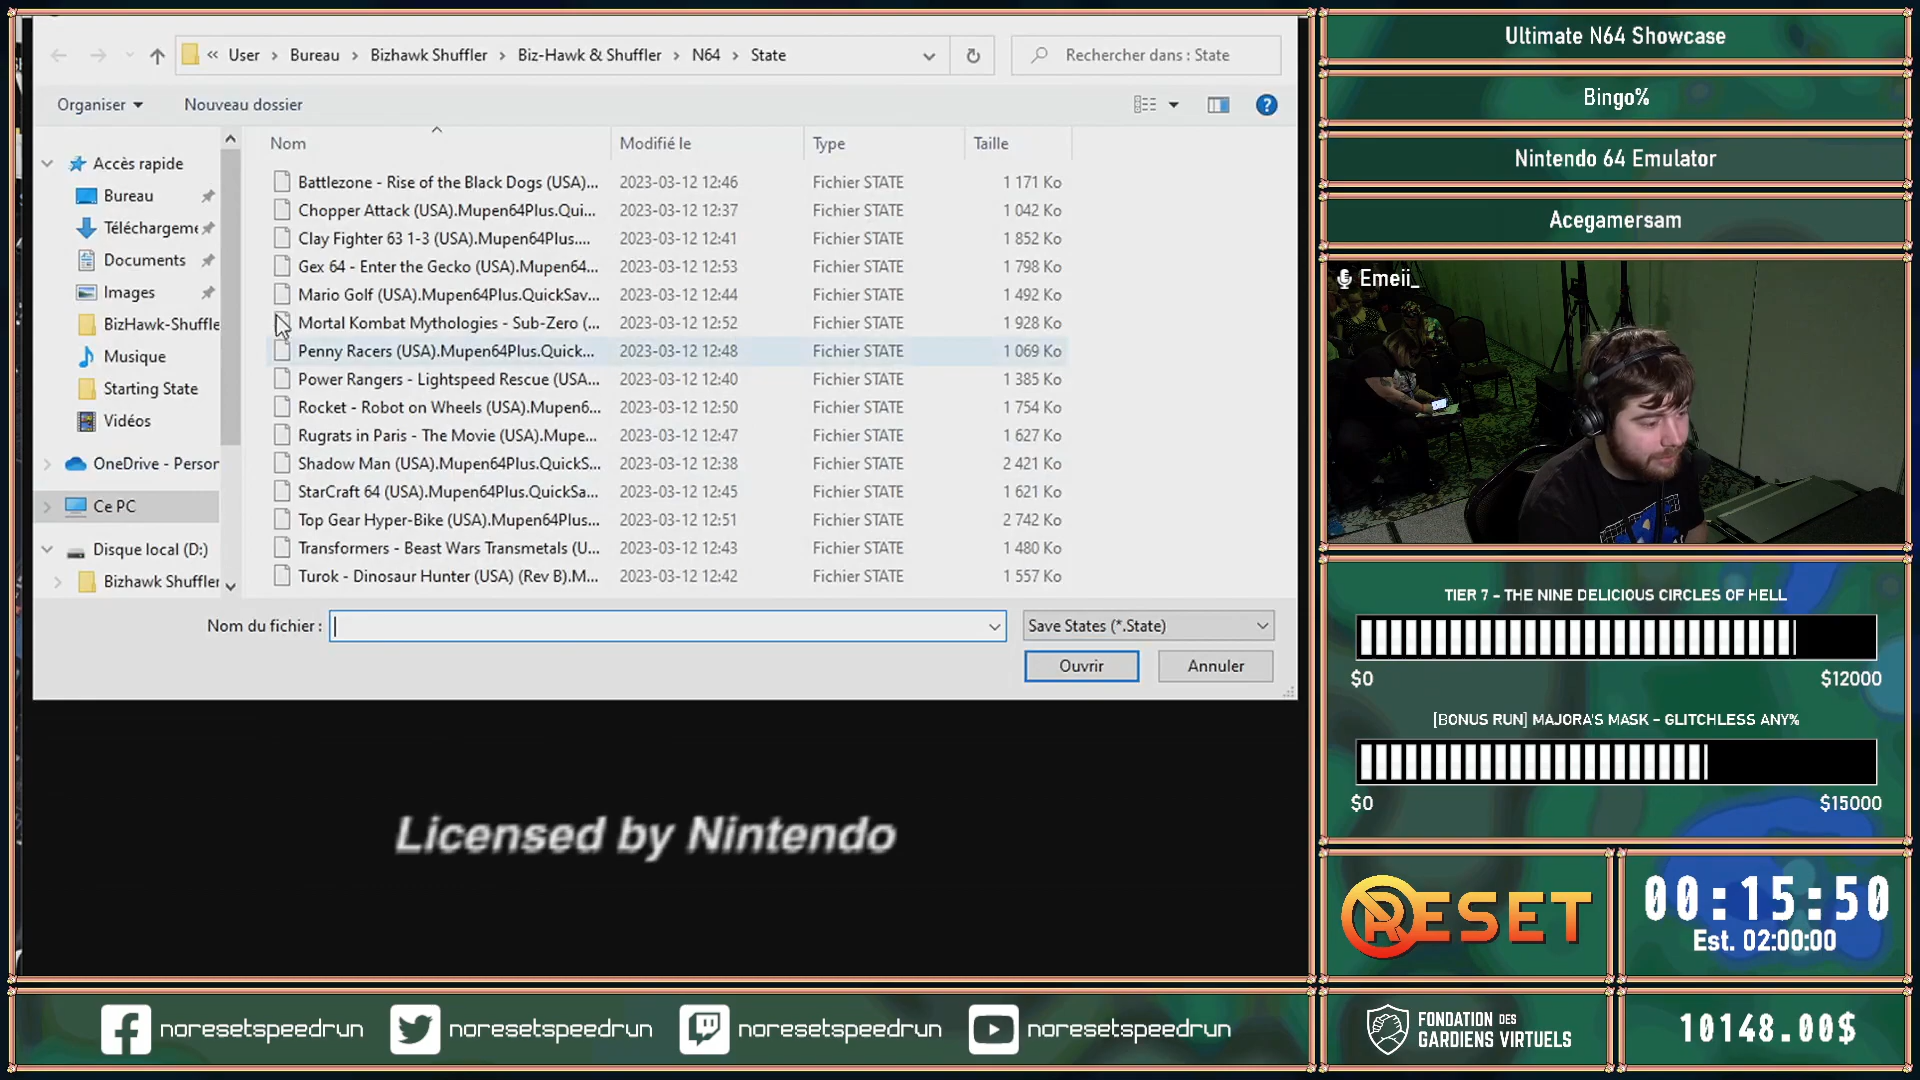 « User > Bureau > Bizhawk Shuffler > Biz-Hawk & Shuffler > N64 > State
Rechercher dans : State
Organiser
Nouveau dossier
Nom
Modifié le
Type
Taille
Accès rapide
Bureau
Téléchargeme
Documents
Images
BizHawk-Shuffle
Musique
Starting State
Vidéos
OneDrive - Person
Ce PC
Disque local (D:)
Bizhawk Shuffler
Battlezone - Rise of the Black Dogs (USA)... 2023-03-12 12:46 Fichier STATE 1 171 Ko
Chopper Attack (USA).Mupen64Plus.Qui... 2023-03-12 12:37 Fichier STATE 1 042 Ko
Clay Fighter 63 1-3 (USA).Mupen64Plus.... 2023-03-12 12:41 Fichier STATE 1 852 Ko
Gex 64 - Enter the Gecko (USA).Mupen64... 2023-03-12 12:53 Fichier STATE 1 798 Ko
Mario Golf (USA).Mupen64Plus.QuickSav... 2023-03-12 12:44 Fichier STATE 1 492 Ko
Mortal Kombat Mythologies - Sub-Zero (... 2023-03-12 12:52 Fichier STATE 1 928 Ko
Penny Racers (USA).Mupen64Plus.Quick... 2023-03-12 12:48 Fichier STATE 1 069 Ko
Power Rangers - Lightspeed Rescue (USA... 2023-03-12 12:40 Fichier STATE 1 385 Ko
Rocket - Robot on Wheels (USA).Mupen6... 2023-03-12 12:50 Fichier STATE 1 754 Ko
Rugrats in Paris - The Movie (USA).Mupe... 2023-03-12 12:47 Fichier STATE 1 627 Ko
Shadow Man (USA).Mupen64Plus.QuickS... 2023-03-12 12:38 Fichier STATE 2 421 Ko
StarCraft 64 (USA).Mupen64Plus.QuickSa... 2023-03-12 12:45 Fichier STATE 1 621 Ko
Top Gear Hyper-Bike (USA).Mupen64Plus... 2023-03-12 12:51 Fichier STATE 2 742 Ko
Transformers - Beast Wars Transmetals (U... 2023-03-12 12:43 Fichier STATE 1 480 Ko
Turok - Dinosaur Hunter (USA) (Rev B).M... 2023-03-12 12:42 Fichier STATE 1 557 Ko
Nom du fichier :
Save States (*.State)
Ouvrir
Annuler
Licensed by Nintendo
Ultimate N64 Showcase
Bingo%
Nintendo 64 Emulator
Acegamersam
Emeii_
TIER 7 - THE NINE DELICIOUS CIRCLES OF HELL
$0 $12000
[BONUS RUN] MAJORA'S MASK - GLITCHLESS ANY%
$0 $15000
RESET
00:15:50
Est. 02:00:00
noresetspeedrun
noresetspeedrun
noresetspeedrun
noresetspeedrun
FONDATION DES
GARDIENS VIRTUELS
10148.00$